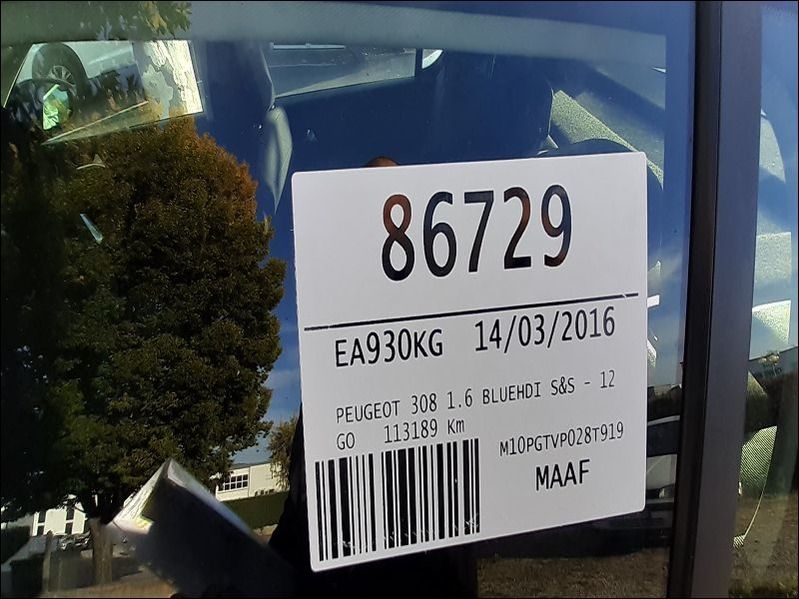 86729
EA930KG 14/03/2016
PEUGEOT 308 1.6 BLUEHDI S&S - 12
GO 113189 Km
M10PGTVP028T919
MAAF